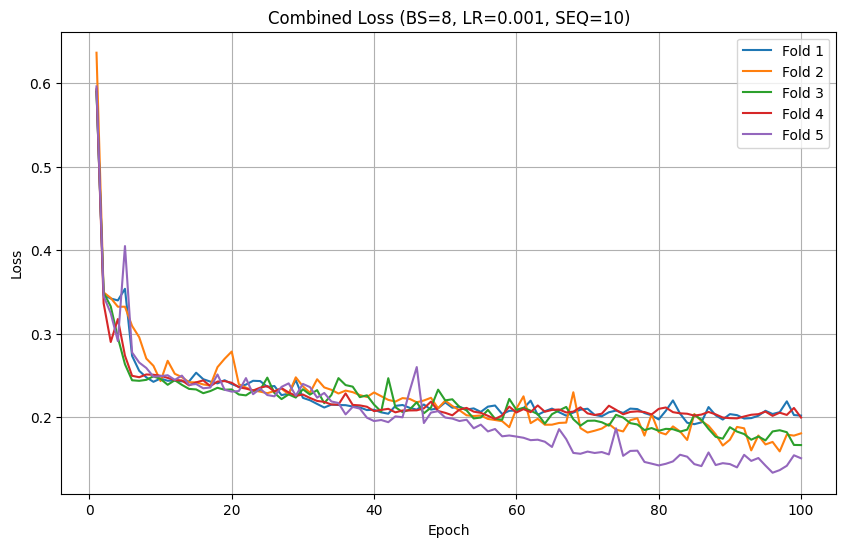 Combined Loss (BS=8, LR=0.001, SEQ=10)
Fold 1
Fold 2
Fold 3
Fold 4
Fold 5
0.6
0.5
0.4
0.3
0.2
Loss
0 20 40 60 80 100
Epoch